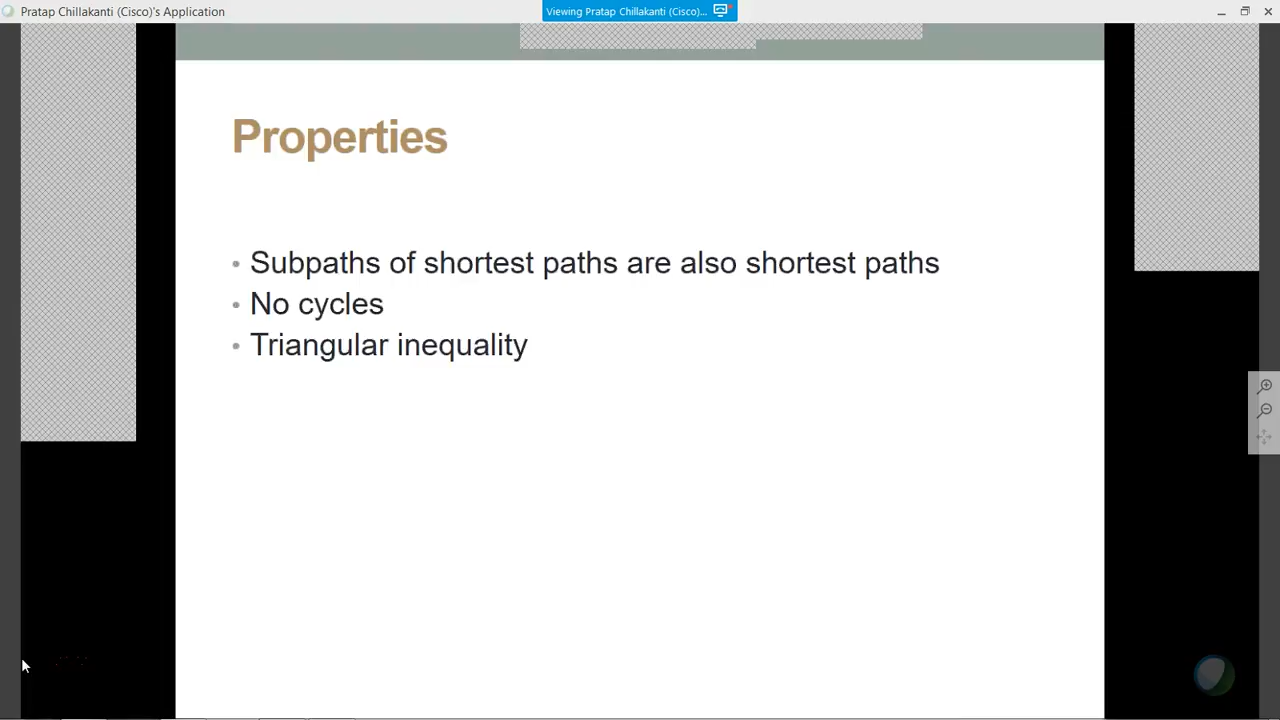 Pratap Chillakanti (Cisco)'s Application
Viewing Pratap Chillakanti (Cisco)...
Properties
• Subpaths of shortest paths are also shortest paths
• No cycles
• Triangular inequality